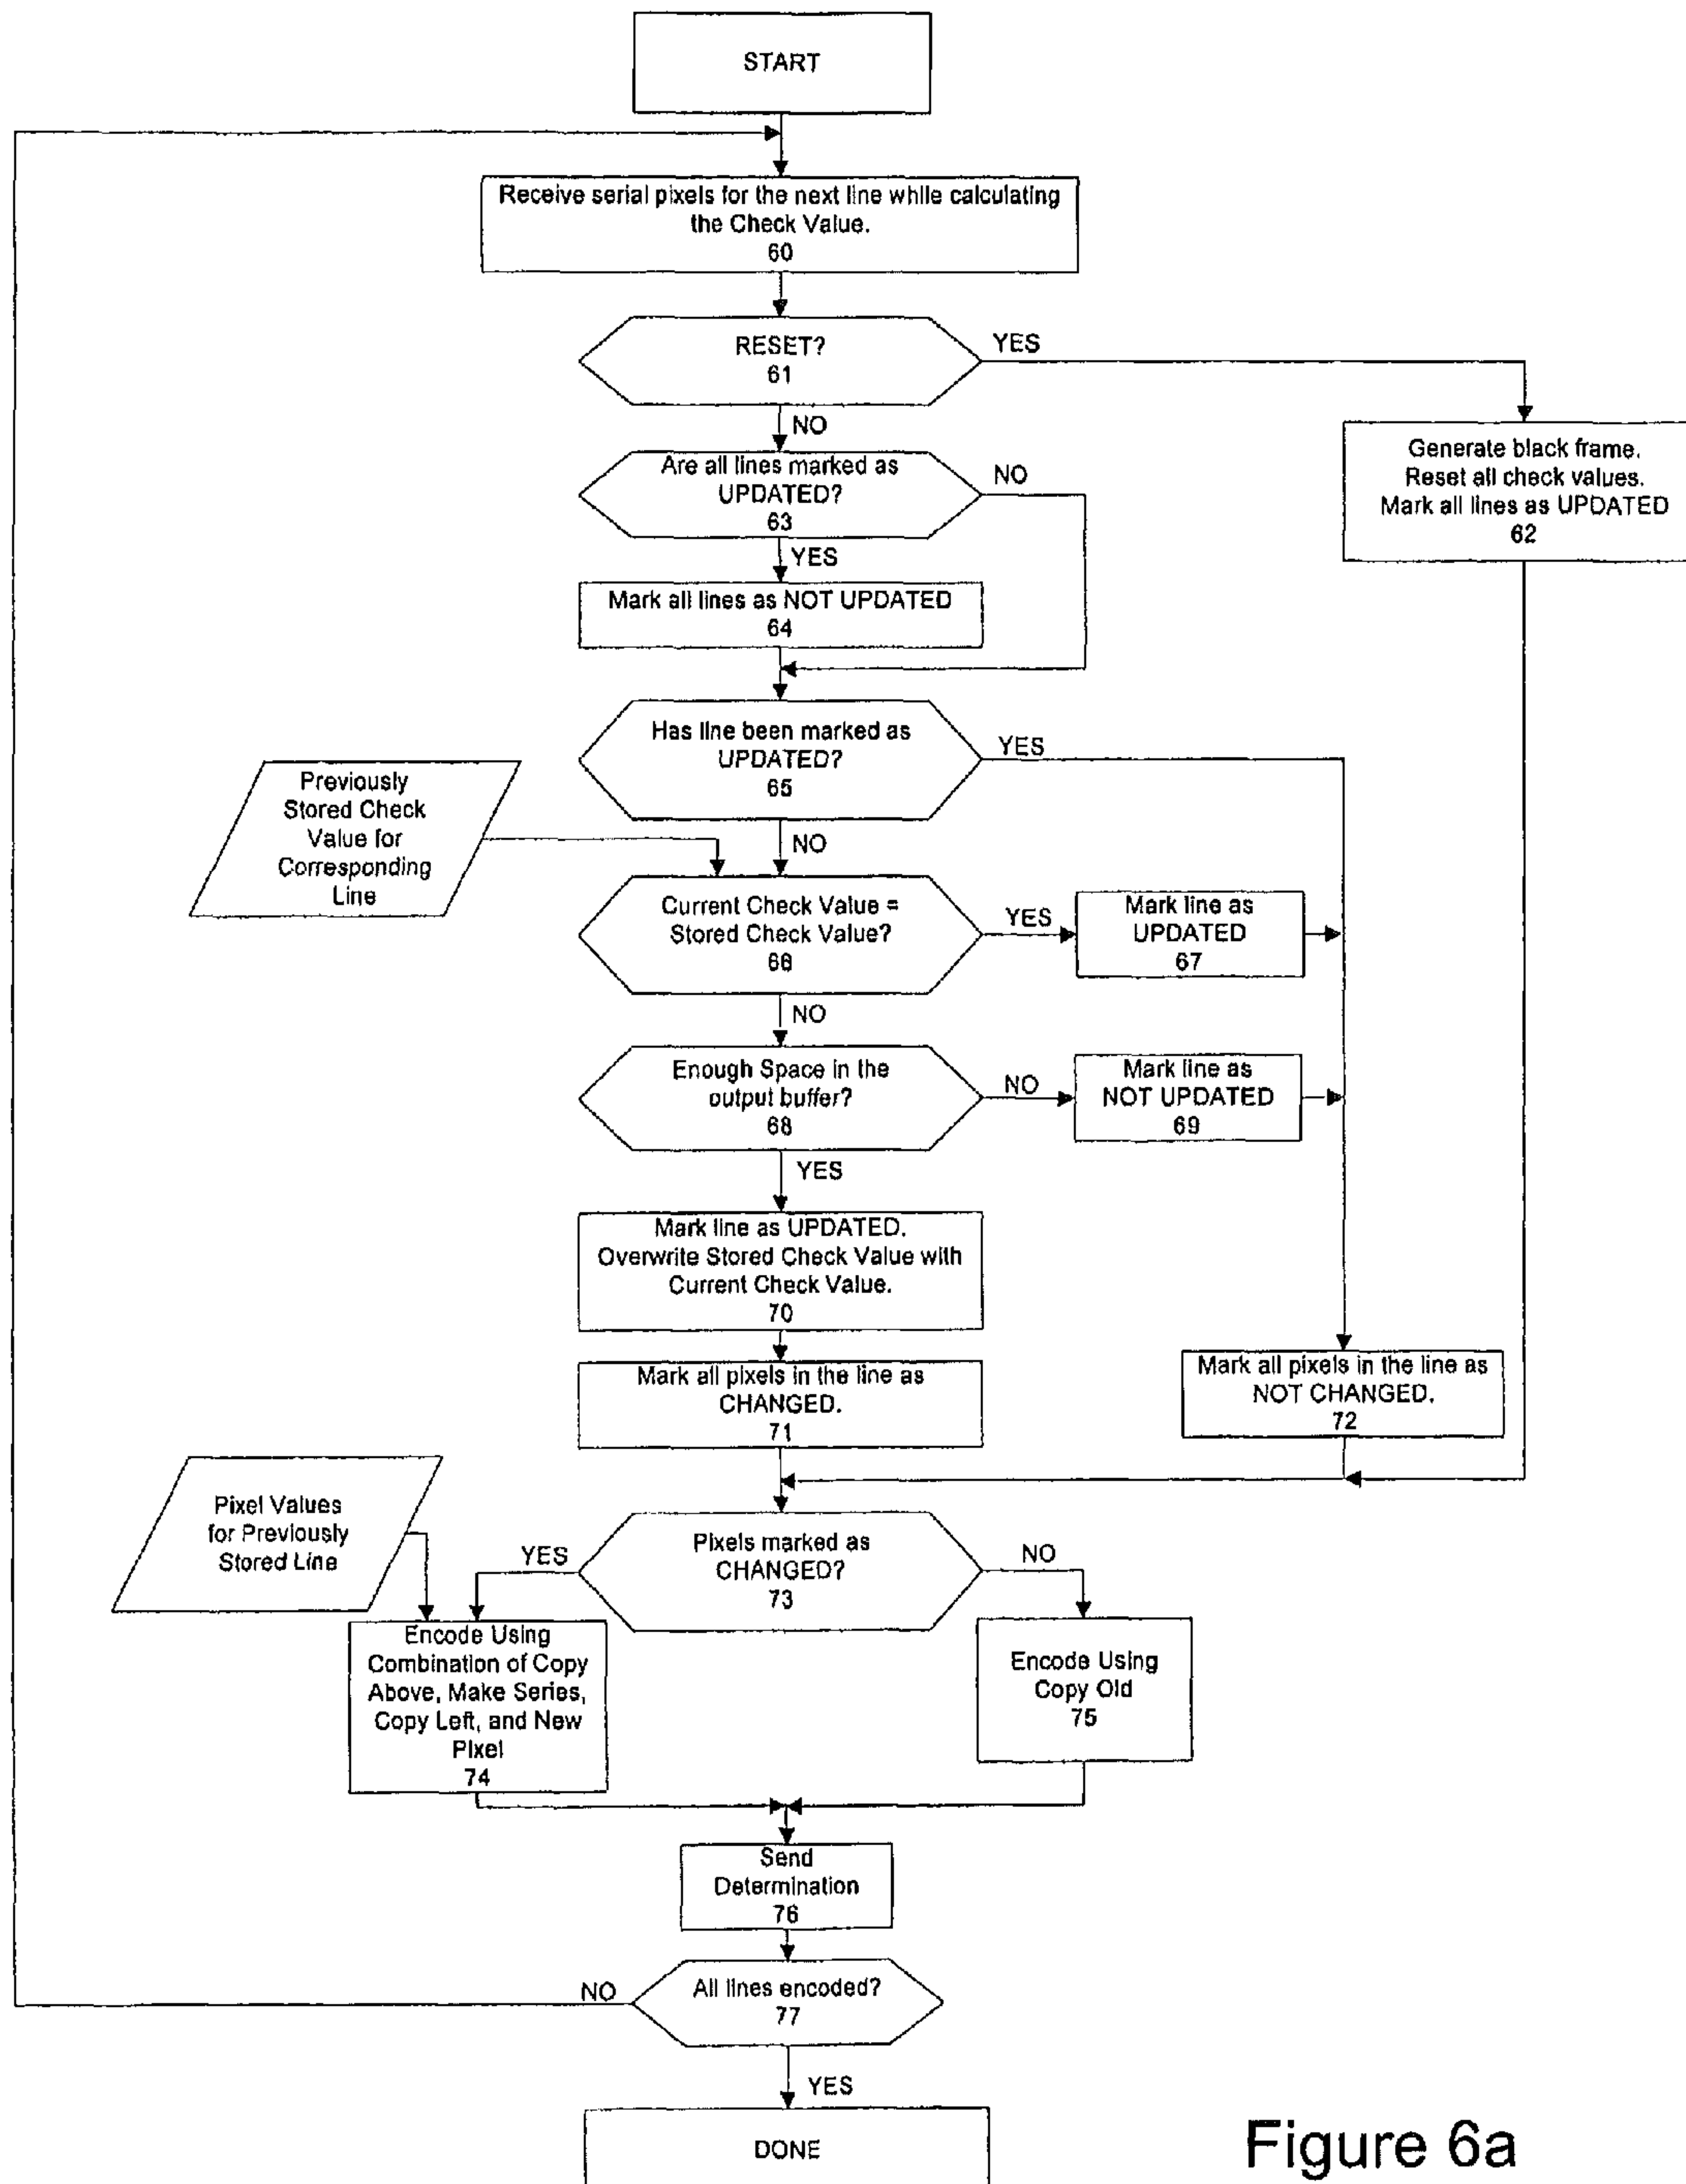 START
Receive serial pixels for the next line while calculating
the Check Value.
60
RESET?
61
YES
NO
Generate black frame.
Reset all check values.
Mark all lines as UPDATED
62
Are all lines marked as
UPDATED?
63
NO
YES
Mark all lines as NOT UPDATED
64
Has line been marked as
UPDATED?
65
YES
NO
Previously
Stored Check
Value for
Corresponding
Line
Current Check Value =
Stored Check Value?
66
YES
Mark line as
UPDATED
67
NO
Enough Space in the
output buffer?
68
NO
Mark line as
NOT UPDATED
69
YES
Mark line as UPDATED.
Overwrite Stored Check Value with
Current Check Value.
70
Mark all pixels in the line as
CHANGED.
71
Mark all pixels in the line as
NOT CHANGED.
72
Pixel Values
for Previously
Stored Line
YES
Pixels marked as
CHANGED?
73
NO
Encode Using
Combination of Copy
Above, Make Series,
Copy Left, and New
Pixel
74
Encode Using
Copy Old
75
Send
Determination
76
NO
All lines encoded?
77
YES
DONE
Figure 6a